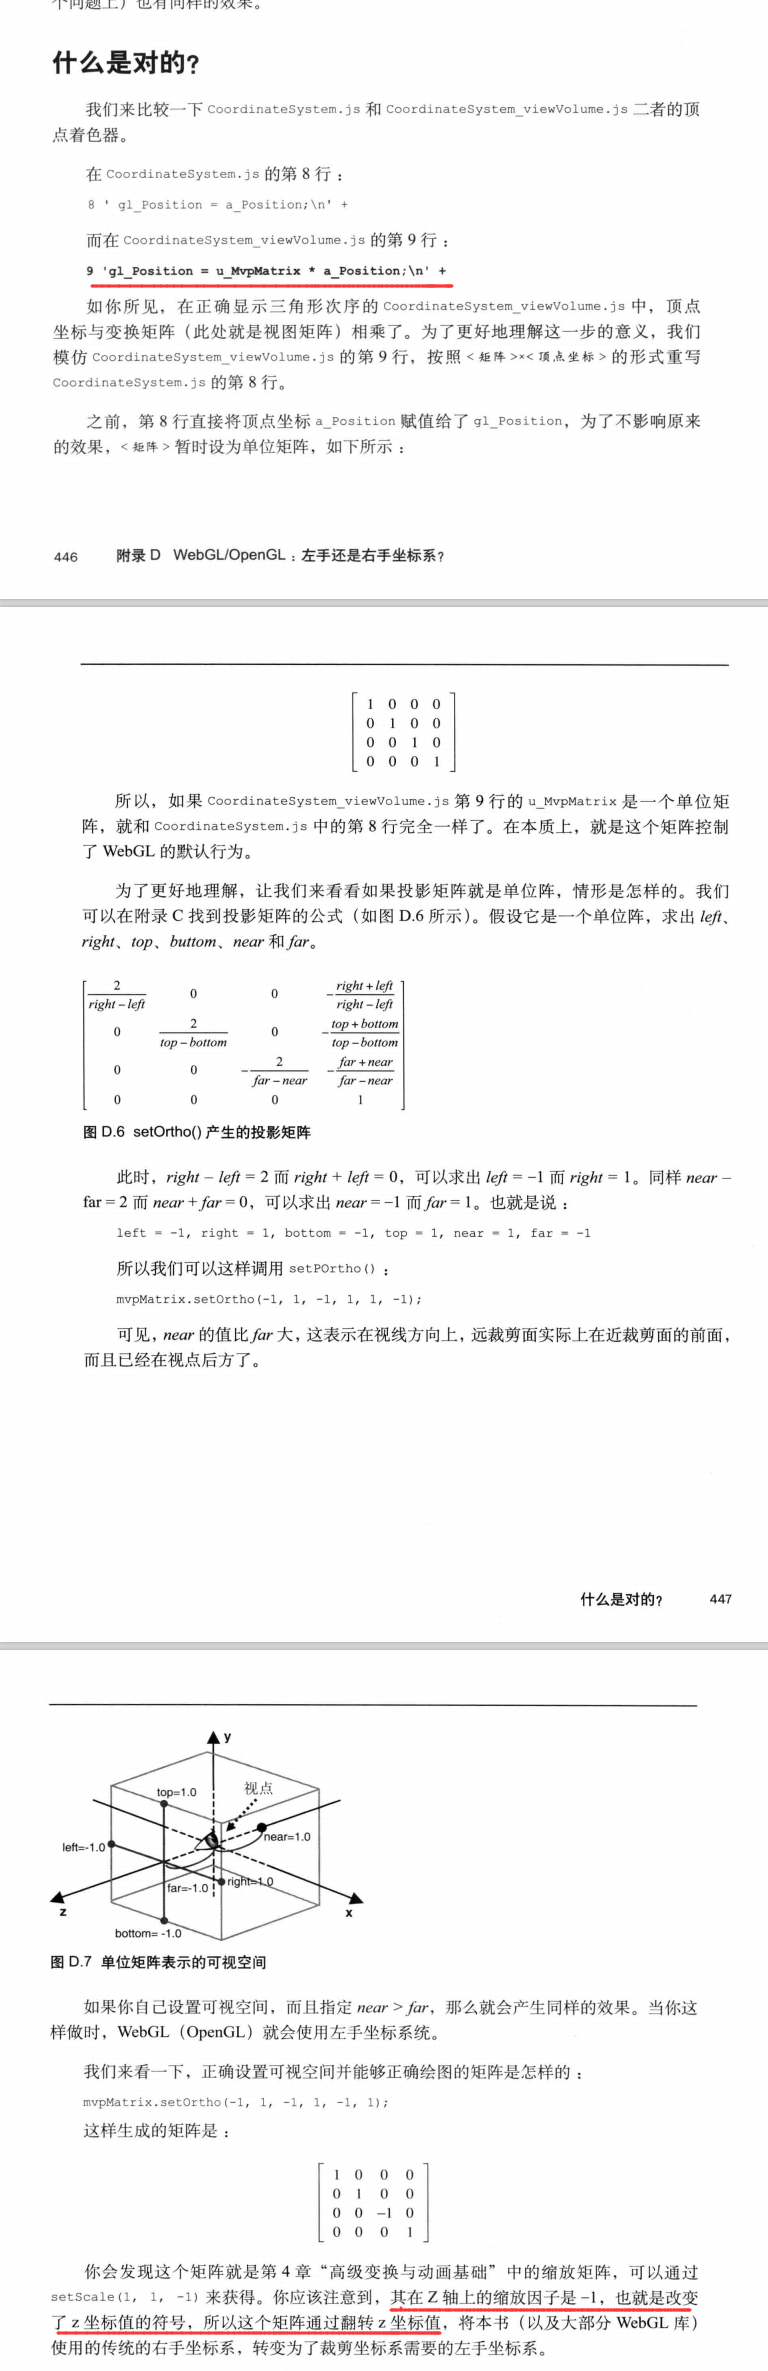 个问题上）也有同样的效果。
什么是对的?
我们来比较一下 CoordinateSystem.js 和 CoordinateSystem_viewVolume.js 二者的顶
点着色器。
在 CoordinateSystem.js 的第 8 行：
8 ' gl_Position = a_Position;\n' +
而在 CoordinateSystem_viewVolume.js 的第 9 行：
9 'gl_Position = u_MvpMatrix * a_Position;\n' +
如你所见，在正确显示三角形次序的 CoordinateSystem_viewVolume.js 中，顶点
坐标与变换矩阵（此处就是视图矩阵）相乘了。为了更好地理解这一步的意义，我们
模仿 CoordinateSystem_viewVolume.js 的第 9 行，按照 < 矩阵 >×< 顶点坐标 > 的形式重写
CoordinateSystem.js 的第 8 行。
之前，第 8 行直接将顶点坐标 a_Position 赋值给了 gl_Position，为了不影响原来
的效果，< 矩阵 > 暂时设为单位矩阵，如下所示：
446 附录 D WebGL/OpenGL：左手还是右手坐标系?
1 0 0 0
0 1 0 0
0 0 1 0
0 0 0 1
所以，如果 CoordinateSystem_viewVolume.js 第 9 行的 u_MvpMatrix 是一个单位矩
阵，就和 CoordinateSystem.js 中的第 8 行完全一样了。在本质上，就是这个矩阵控制
了 WebGL 的默认行为。
为了更好地理解，让我们来看看如果投影矩阵就是单位阵，情形是怎样的。我们
可以在附录 C 找到投影矩阵的公式（如图 D.6 所示）。假设它是一个单位阵，求出 left、
right、top、buttom、near 和 far。
2 right + left
0 0 -
right – left right – left
2 top + bottom
0 0 -
top – bottom top – bottom
2 far + near
0 0 - -
far – near far – near
0 0 0 1
图 D.6 setOrtho() 产生的投影矩阵
此时，right – left = 2 而 right + left = 0，可以求出 left = –1 而 right = 1。同样 near –
far = 2 而 near + far = 0，可以求出 near = –1 而 far = 1。也就是说：
left = -1, right = 1, bottom = -1, top = 1, near = 1, far = -1
所以我们可以这样调用 setPOrtho()：
mvpMatrix.setOrtho(-1, 1, -1, 1, 1, -1);
可见，near 的值比 far 大，这表示在视线方向上，远裁剪面实际上在近裁剪面的前面，
而且已经在视点后方了。
什么是对的? 447
y
top=1.0 视点
near=1.0
left=-1.0
far=-1.0 right=1.0
z x
bottom= -1.0
图 D.7 单位矩阵表示的可视空间
如果你自己设置可视空间，而且指定 near > far，那么就会产生同样的效果。当你这
样做时，WebGL（OpenGL）就会使用左手坐标系统。
我们来看一下，正确设置可视空间并能够正确绘图的矩阵是怎样的：
mvpMatrix.setOrtho(-1, 1, -1, 1, -1, 1);
这样生成的矩阵是：
1 0 0 0
0 1 0 0
0 0 –1 0
0 0 0 1
你会发现这个矩阵就是第 4 章“高级变换与动画基础”中的缩放矩阵，可以通过
setScale(1, 1, -1) 来获得。你应该注意到，其在 Z 轴上的缩放因子是 –1，也就是改变
了 z 坐标值的符号，所以这个矩阵通过翻转 z 坐标值，将本书（以及大部分 WebGL 库）
使用的传统的右手坐标系，转变为了裁剪坐标系需要的左手坐标系。